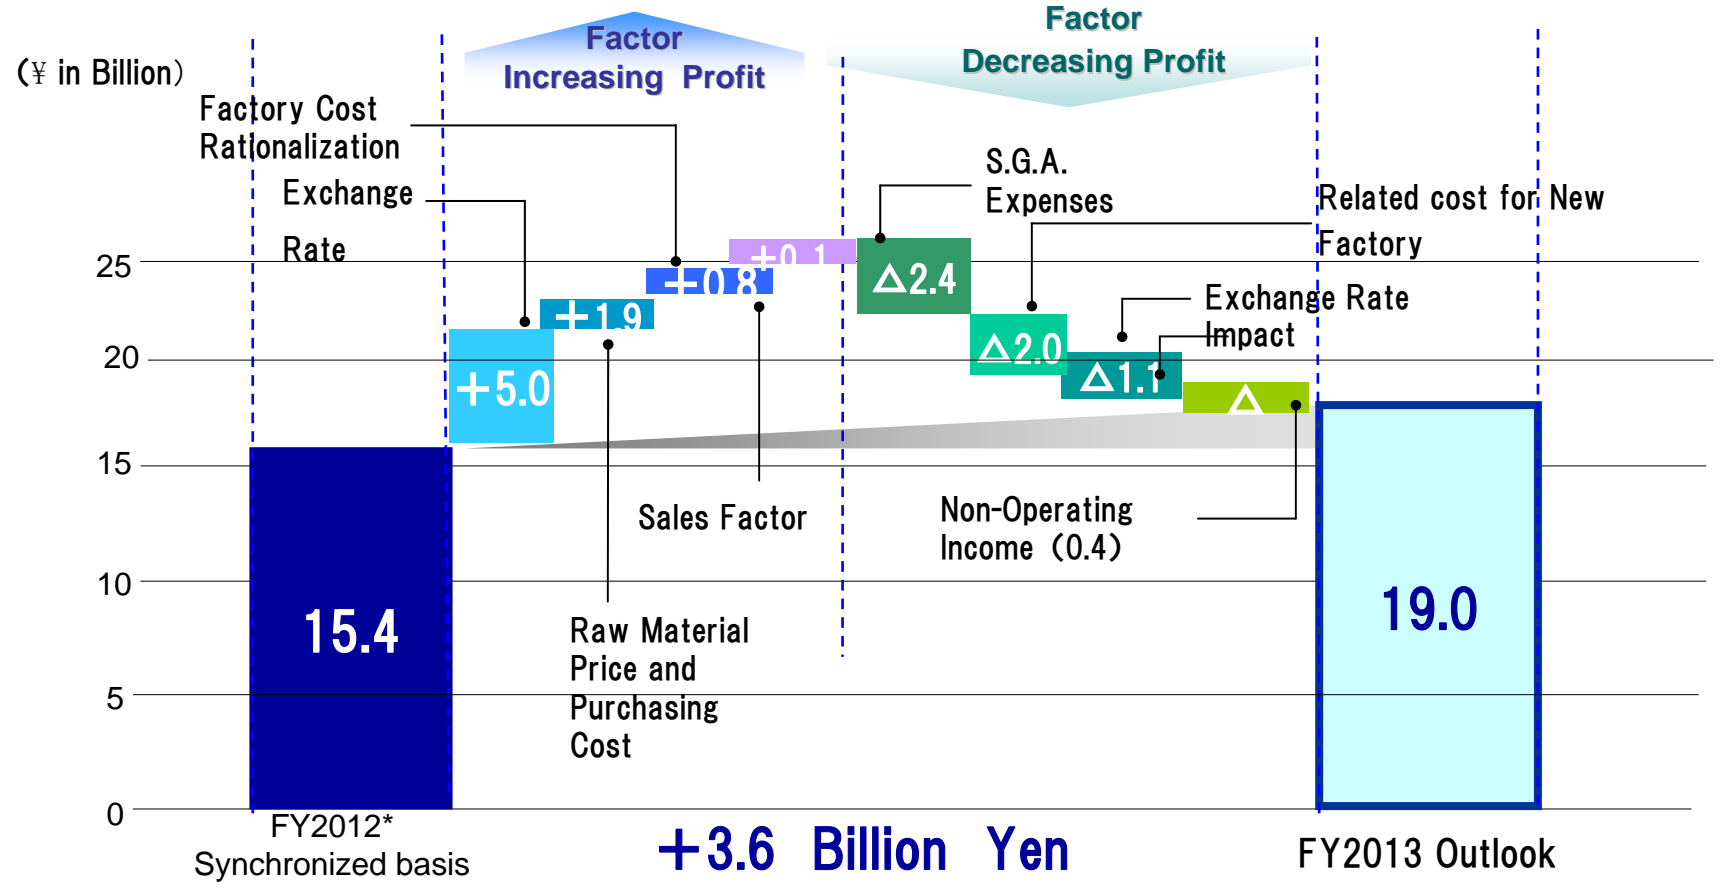 (¥ in Billion)
Factor
Increasing Profit
Factor
Decreasing Profit
Factory Cost
Rationalization
Exchange
Rate
S.G.A.
Expenses
Related cost for New
Factory
Exchange Rate
Impact
25
20
15
10
5
0
+5.0
+1.9
+0.8
+0.1
△2.4
△2.0
△1.1
△
Sales Factor
Non-Operating
Income (0.4)
Raw Material
Price and
Purchasing
Cost
15.4
19.0
FY2012*
Synchronized basis
+3.6 Billion Yen
FY2013 Outlook